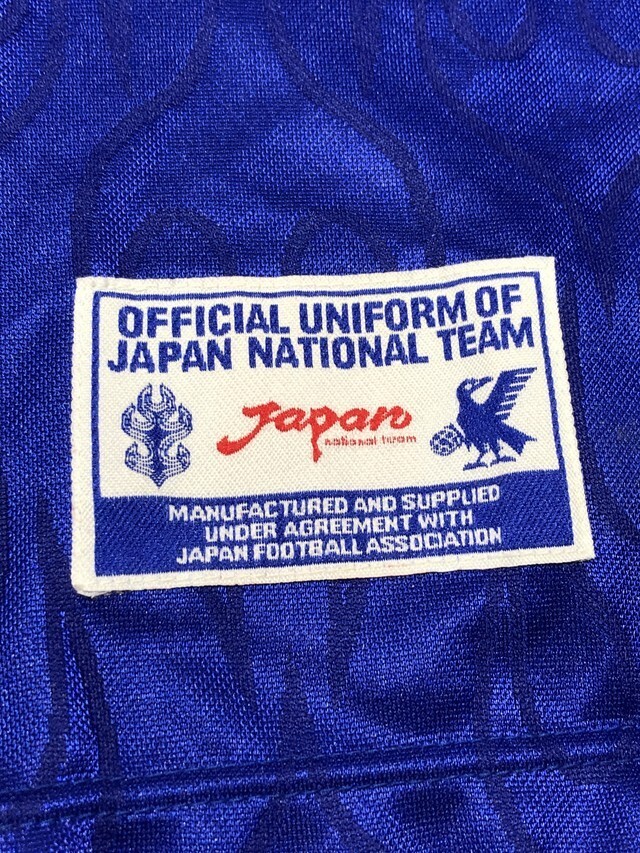 OFFICIAL UNIFORM OF
JAPAN NATIONAL TEAM
Japan
national team
MANUFACTURED AND SUPPLIED
UNDER AGREEMENT WITH
JAPAN FOOTBALL ASSOCIATION